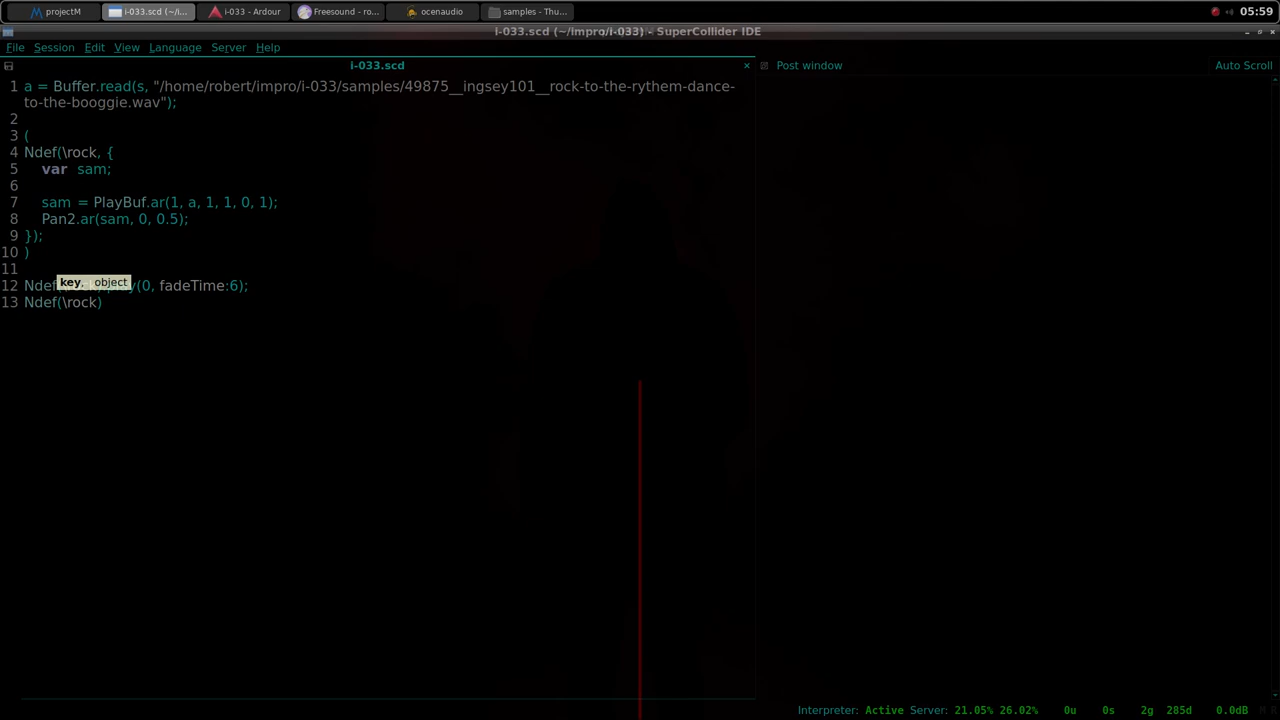 projectM
i-033.scd (~/i...
i-033 - Ardour
Freesound - ro...
ocenaudio
samples - Thu...
05:59
i-033.scd (~/impro/i-033) - SuperCollider IDE
File Session Edit View Language Server Help
i-033.scd
Post window
Auto Scroll
1 a = Buffer.read(s, "/home/robert/impro/i-033/samples/49875__ingsey101__rock-to-the-rythem-dance-
to-the-booggie.wav");
2
3 (
4 Ndef(\rock, {
5 var sam;
6
7 sam = PlayBuf.ar(1, a, 1, 1, 0, 1);
8 Pan2.ar(sam, 0, 0.5);
9 });
10 )
11
key, object
12 Ndef(0, fadeTime:6);
13 Ndef(\rock)
Interpreter: Active Server: 21.05% 26.02% 0u 0s 2g 285d 0.0dB